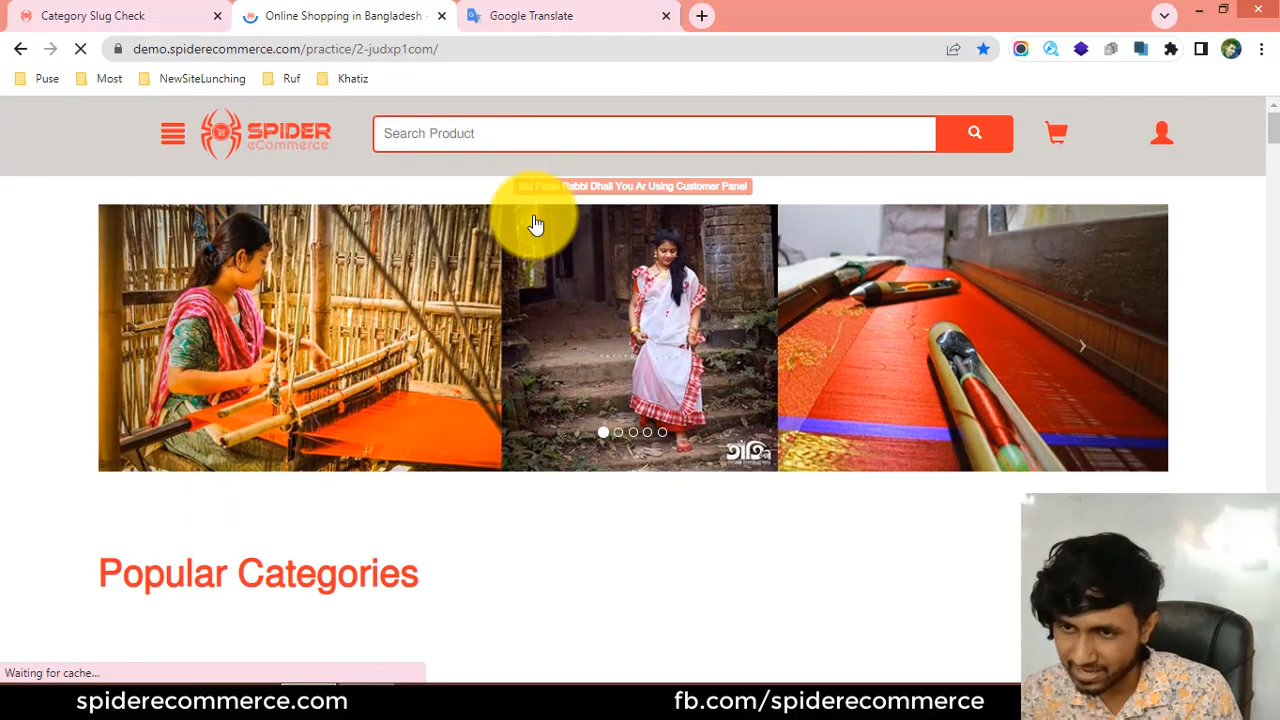 Category Slug Check
Online Shopping in Bangladesh -
Google Translate
demo.spiderecommerce.com/practice/2-judxp1com/
Puse
Most
NewSiteLunching
Ruf
Khatiz
SPIDER
eCommerce
Search Product
Rabbi Dhali You Ar Using Customer Panel
Popular Categories
Waiting for cache...
spiderecommerce.com
fb.com/spiderecommerce